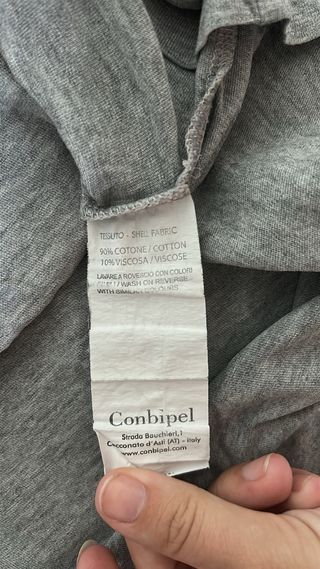 TESSUTO - SHELL FABRIC
90% COTONE / COTTON
10% VISCOSA / VISCOSE
LAVARE A ROVESCIO CON COLORI
WASH ON REVERSE
WITH SIMILAR COLOURS
Conbipel
Strada Bauchieri,1
Cocconato d'Asti (AT) - Italy
www.conbipel.com